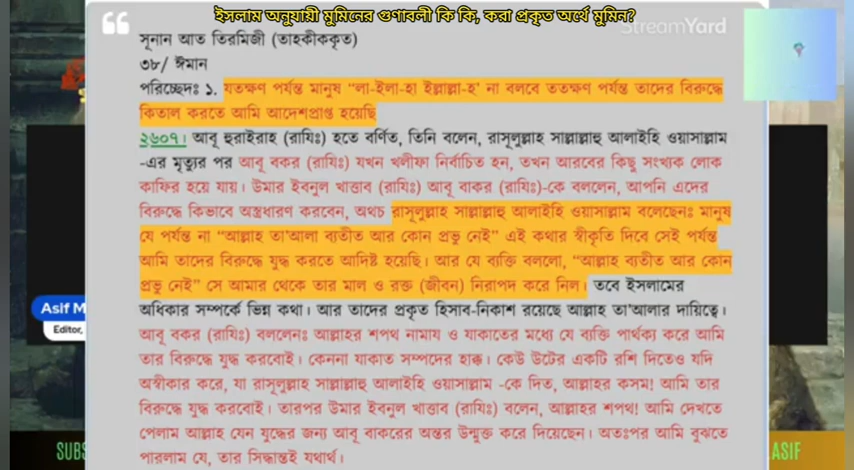 ইসলাম অনুযায়ী মুমিনের গুণাবলী কি কি, করা প্রকৃত অর্থে মুমিন?
StreamYard
সূনান আত তিরমিজী (তাহকীককৃত)
৩৮/ ঈমান
পরিচ্ছেদঃ ১. যতক্ষণ পর্যন্ত মানুষ “লা-ইলা-হা ইল্লাল্লা-হ’ না বলবে ততক্ষণ পর্যন্ত তাদের বিরুদ্ধে
কিতাল করতে আমি আদেশপ্রাপ্ত হয়েছি
২৬০৭। আবূ হুরাইরাহ (রাযিঃ) হতে বর্ণিত, তিনি বলেন, রাসূলুল্লাহ সাল্লাল্লাহু আলাইহি ওয়াসাল্লাম
-এর মৃত্যুর পর আবূ বকর (রাযিঃ) যখন খলীফা নির্বাচিত হন, তখন আরবের কিছু সংখ্যক লোক
কাফির হয়ে যায়। উমার ইবনুল খাত্তাব (রাযিঃ) আবূ বাকর (রাযিঃ)-কে বললেন, আপনি এদের
বিরুদ্ধে কিভাবে অস্ত্রধারণ করবেন, অথচ রাসূলুল্লাহ সাল্লাল্লাহু আলাইহি ওয়াসাল্লাম বলেছেনঃ মানুষ
যে পর্যন্ত না “আল্লাহ তা'আলা ব্যতীত আর কোন প্রভু নেই” এই কথার স্বীকৃতি দিবে সেই পর্যন্ত
আমি তাদের বিরুদ্ধে যুদ্ধ করতে আদিষ্ট হয়েছি। আর যে ব্যক্তি বললো, “আল্লাহ ব্যতীত আর কোন
প্রভু নেই” সে আমার থেকে তার মাল ও রক্ত (জীবন) নিরাপদ করে নিল। তবে ইসলামের
অধিকার সম্পর্কে ভিন্ন কথা। আর তাদের প্রকৃত হিসাব-নিকাশ রয়েছে আল্লাহ তা'আলার দায়িত্বে।
আবূ বকর (রাযিঃ) বললেনঃ আল্লাহর শপথ নামায ও যাকাতের মধ্যে যে ব্যক্তি পার্থক্য করে আমি
তার বিরুদ্ধে যুদ্ধ করবোই। কেননা যাকাত সম্পদের হাক্ক। কেউ উটের একটি রশি দিতেও যদি
অস্বীকার করে, যা রাসূলুল্লাহ সাল্লাল্লাহু আলাইহি ওয়াসাল্লাম -কে দিত, আল্লাহর কসম! আমি তার
বিরুদ্ধে যুদ্ধ করবোই। তারপর উমার ইবনুল খাত্তাব (রাযিঃ) বলেন, আল্লাহর শপথ! আমি দেখতে
পেলাম আল্লাহ যেন যুদ্ধের জন্য আবূ বাকরের অন্তর উন্মুক্ত করে দিয়েছেন। অতঃপর আমি বুঝতে
পারলাম যে, তার সিদ্ধান্তই যথার্থ।
Asif M
Editor,
SUBS
ASIF